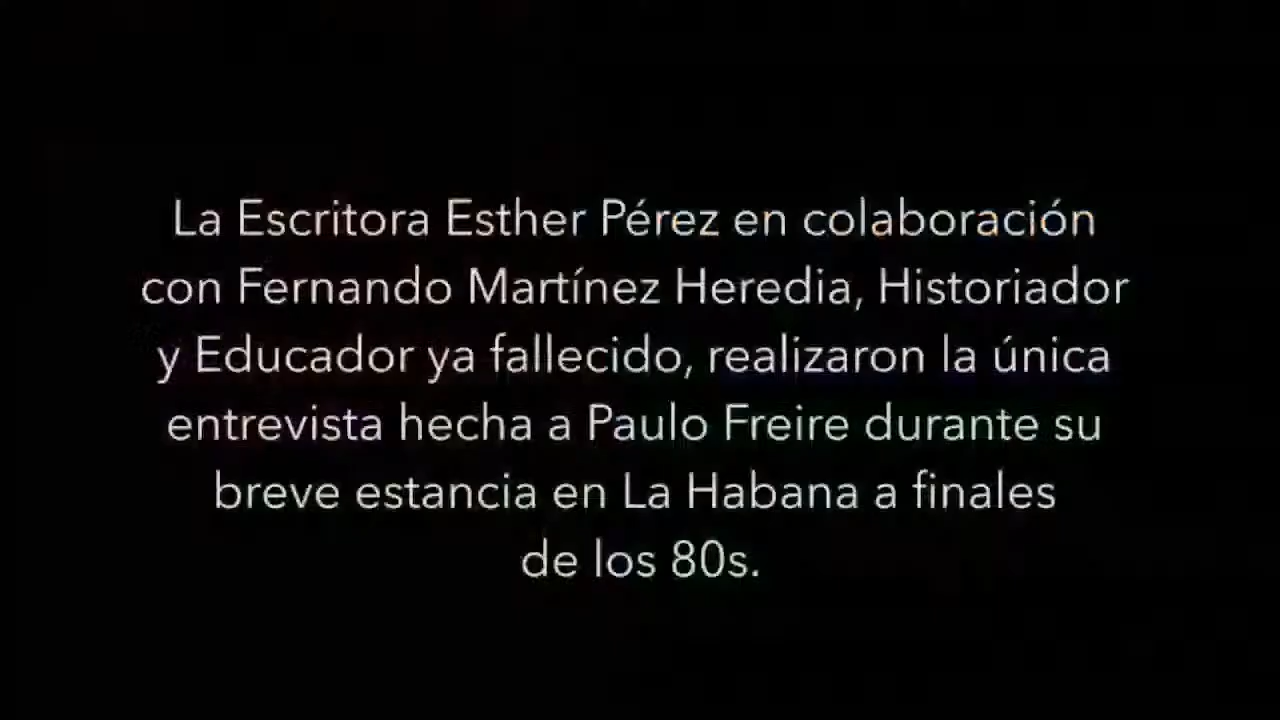 La Escritora Esther Pérez en colaboración
con Fernando Martínez Heredia, Historiador
y Educador ya fallecido, realizaron la única
entrevista hecha a Paulo Freire durante su
breve estancia en La Habana a finales
de los 80s.